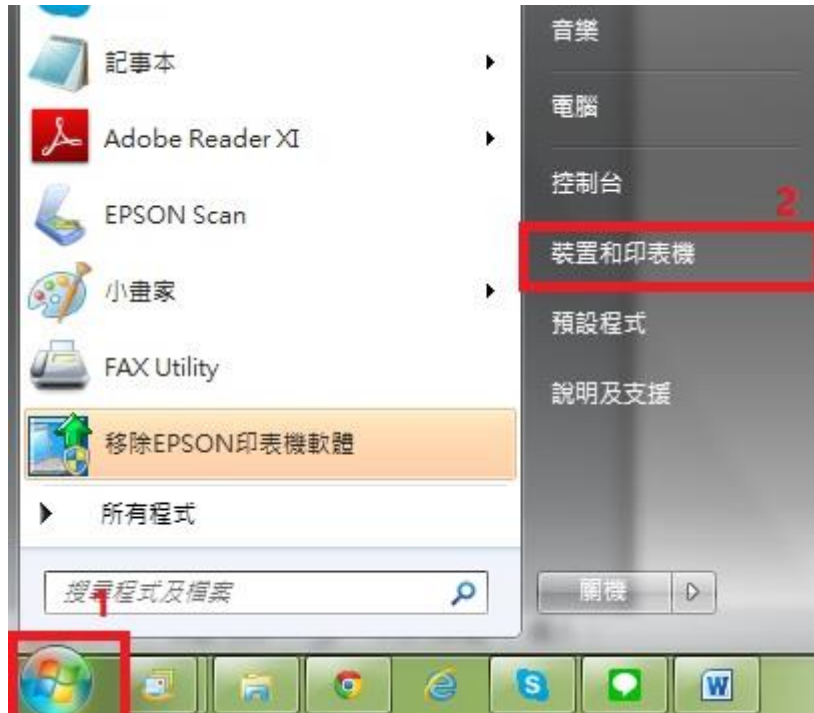 記事本
Adobe Reader XI
EPSON Scan
小畫家
FAX Utility
移除EPSON印表機軟體
所有程式
搜尋程式及檔案
1
音樂
電腦
控制台
2
裝置和印表機
預設程式
說明及支援
關機
S
W